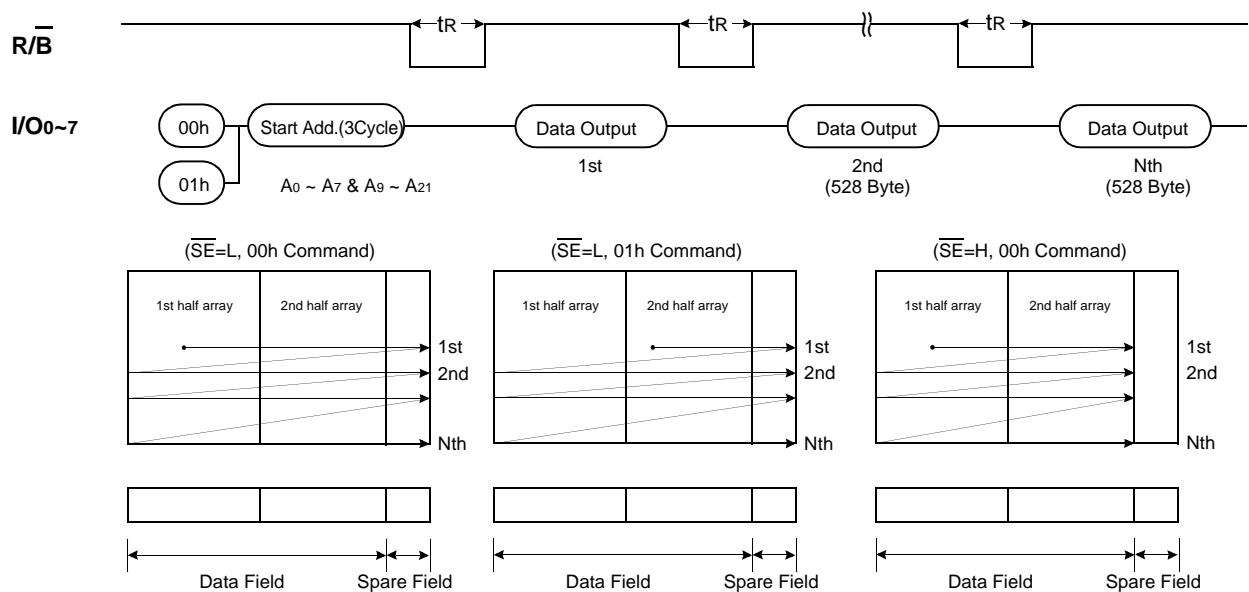 R/B tR tR tR
I/O0~7 00h Start Add.(3Cycle) Data Output Data Output Data Output
01h A0 ~ A7 & A9 ~ A21 1st 2nd Nth
(528 Byte) (528 Byte)
(SE=L, 00h Command) (SE=L, 01h Command) (SE=H, 00h Command)
1st half array 2nd half array 1st half array 2nd half array 1st half array 2nd half array
1st 1st 1st
2nd 2nd 2nd
Nth Nth Nth
Data Field Spare Field Data Field Spare Field Data Field Spare Field